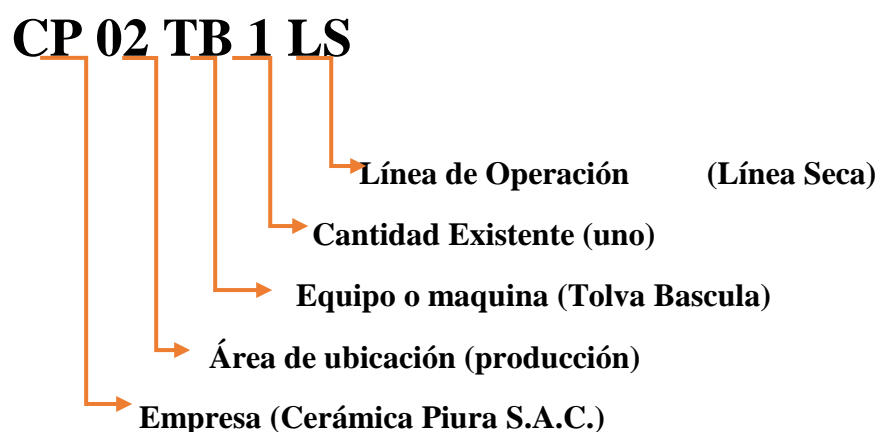 CP 02 TB 1 LS
Línea de Operación (Línea Seca)
Cantidad Existente (uno)
Equipo o maquina (Tolva Bascula)
Área de ubicación (producción)
Empresa (Cerámica Piura S.A.C.)